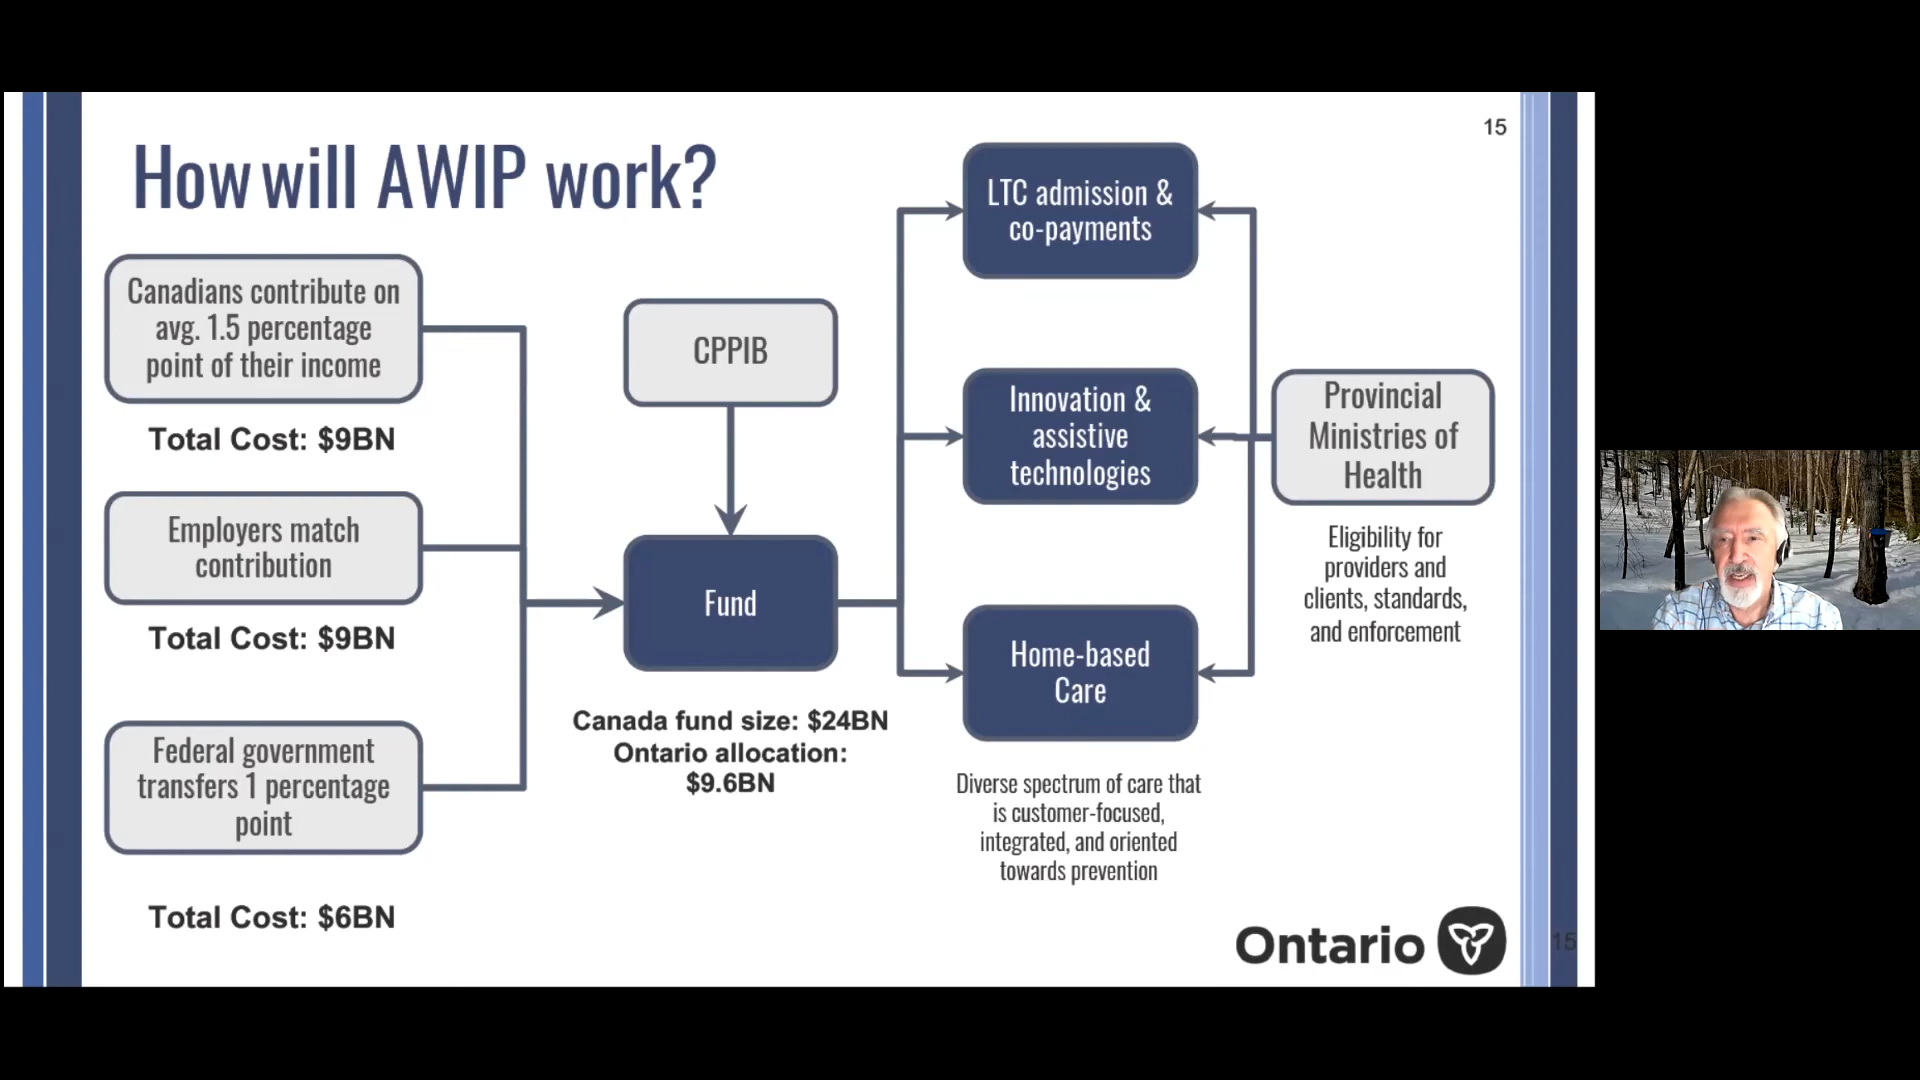 15
How will AWIP work?
Canadians contribute on
avg. 1.5 percentage
point of their income
Total Cost: $9BN
Employers match
contribution
Total Cost: $9BN
Federal government
transfers 1 percentage
point
Total Cost: $6BN
CPPIB
Fund
Canada fund size: $24BN
Ontario allocation:
$9.6BN
LTC admission &
co-payments
Innovation &
assistive
technologies
Home-based
Care
Diverse spectrum of care that
is customer-focused,
integrated, and oriented
towards prevention
Provincial
Ministries of
Health
Eligibility for
providers and
clients, standards,
and enforcement
Ontario
15